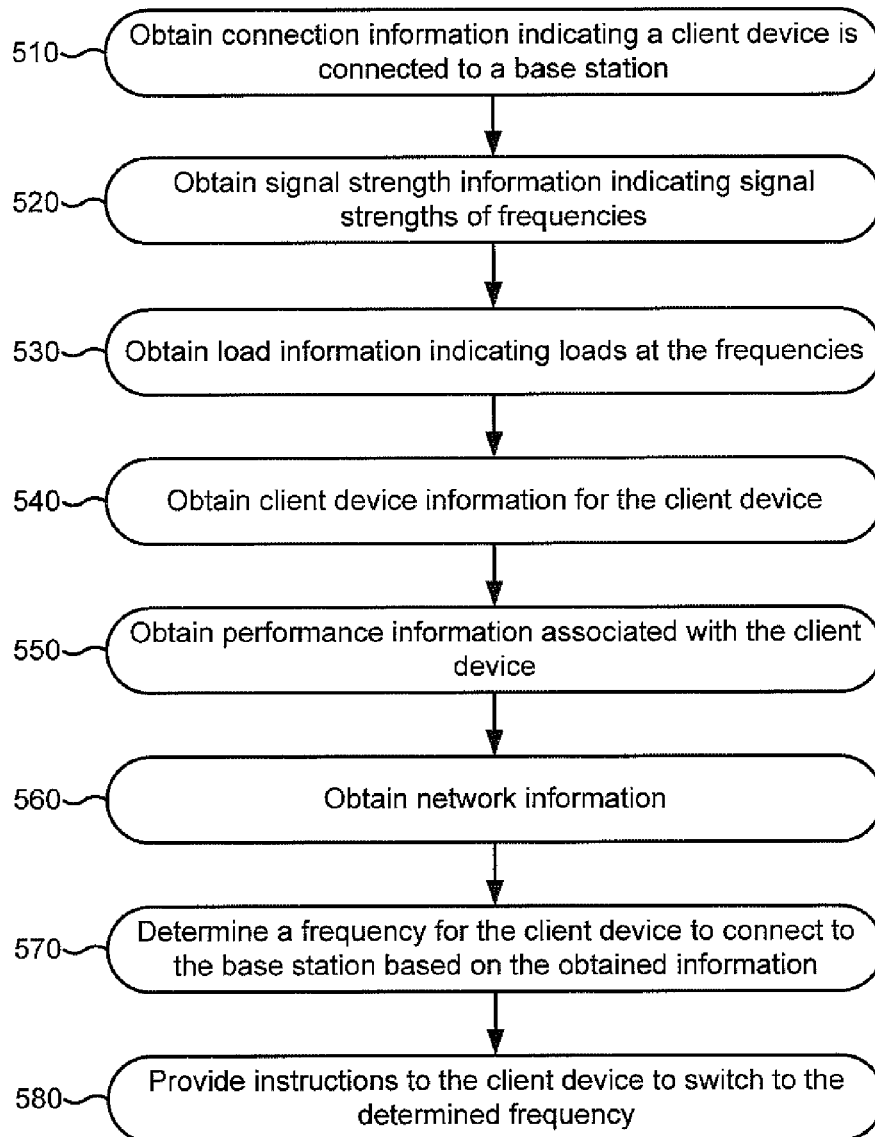 510
Obtain connection information indicating a client device is
connected to a base station
520
Obtain signal strength information indicating signal
strengths of frequencies
530
Obtain load information indicating loads at the frequencies
540
Obtain client device information for the client device
550
Obtain performance information associated with the client
device
560
Obtain network information
570
Determine a frequency for the client device to connect to
the base station based on the obtained information
580
Provide instructions to the client device to switch to the
determined frequency